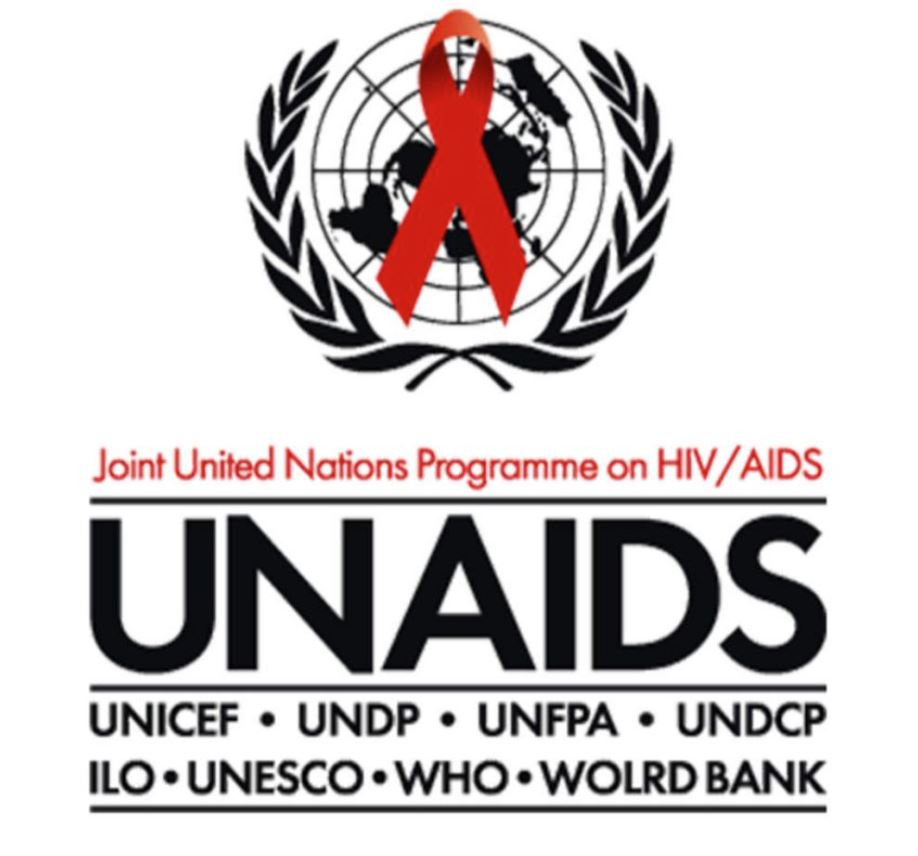 Joint United Nations Programme on HIV/AIDS
UNAIDS
UNICEF • UNDP • UNFPA • UNDCP
ILO • UNESCO • WHO • WOLRD BANK